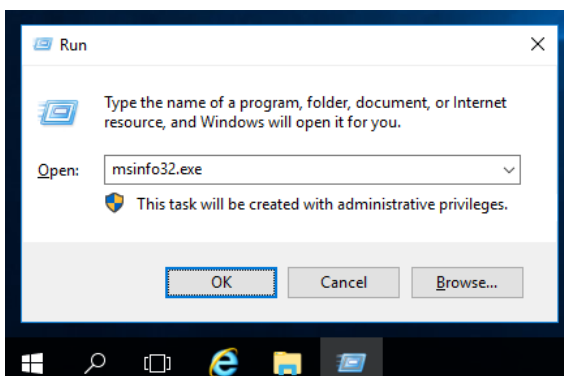 Run
Type the name of a program, folder, document, or Internet
resource, and Windows will open it for you.
Open: msinfo32.exe
This task will be created with administrative privileges.
OK Cancel Browse...